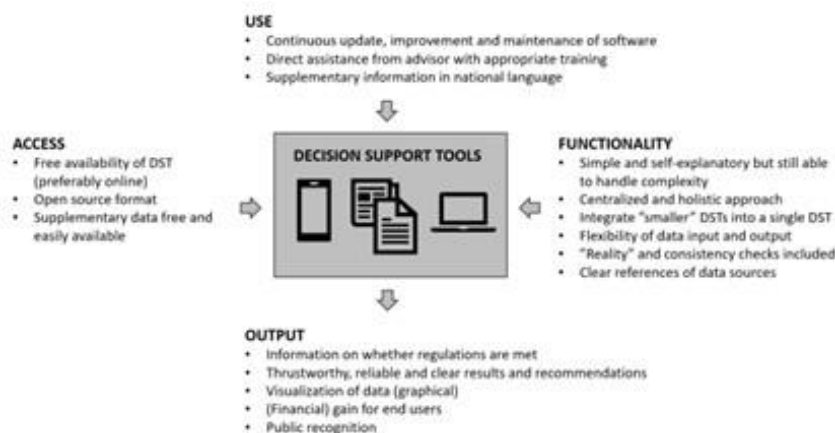 USE
• Continuous update, improvement and maintenance of software
• Direct assistance from advisor with appropriate training
• Supplementary information in national language
ACCESS
• Free availability of DST
(preferably online)
• Open source format
• Supplementary data free and
easily available
DECISION SUPPORT TOOLS
FUNCTIONALITY
• Simple and self-explanatory but still able
to handle complexity
• Centralized and holistic approach
• Integrate "smaller" DSTs into a single DST
• Flexibility of data input and output
• "Reality" and consistency checks included
• Clear references of data sources
OUTPUT
• Information on whether regulations are met
• Thrustworthy, reliable and clear results and recommendations
• Visualization of data (graphical)
• (Financial) gain for end users
• Public recognition